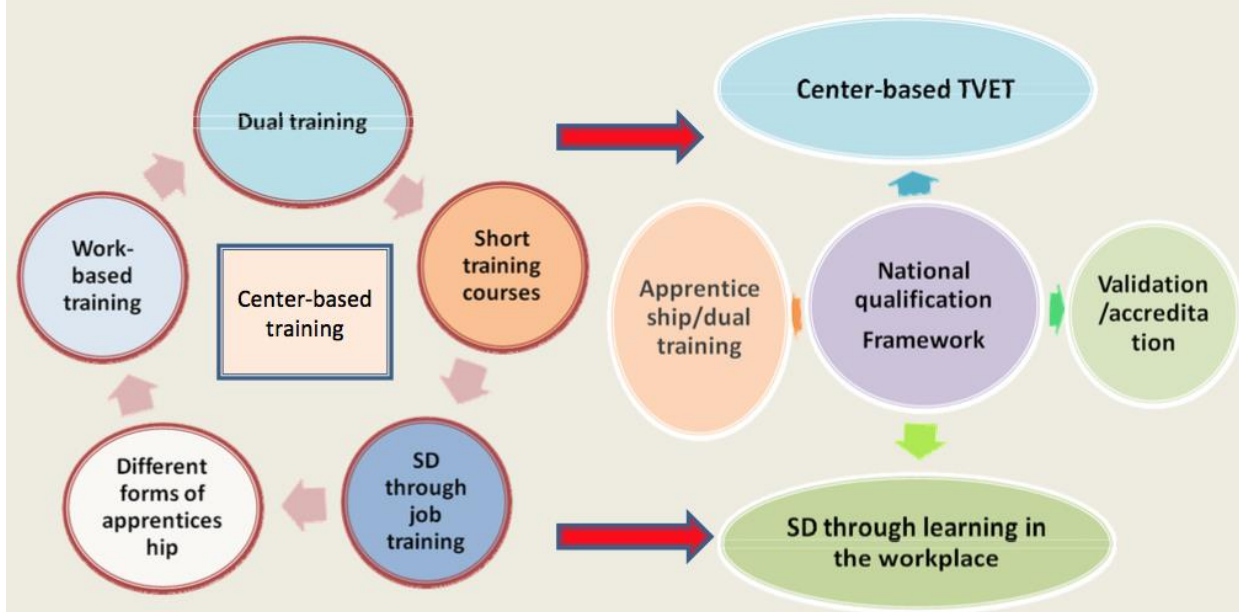 Dual training
Work-
based
training
Center-based
training
Short
training
courses
Different
forms of
apprentices
hip
SD
through
job
training
Center-based TVET
Apprentice
ship/dual
training
National
qualification
Framework
Validation
/accredita
tion
SD through learning in
the workplace